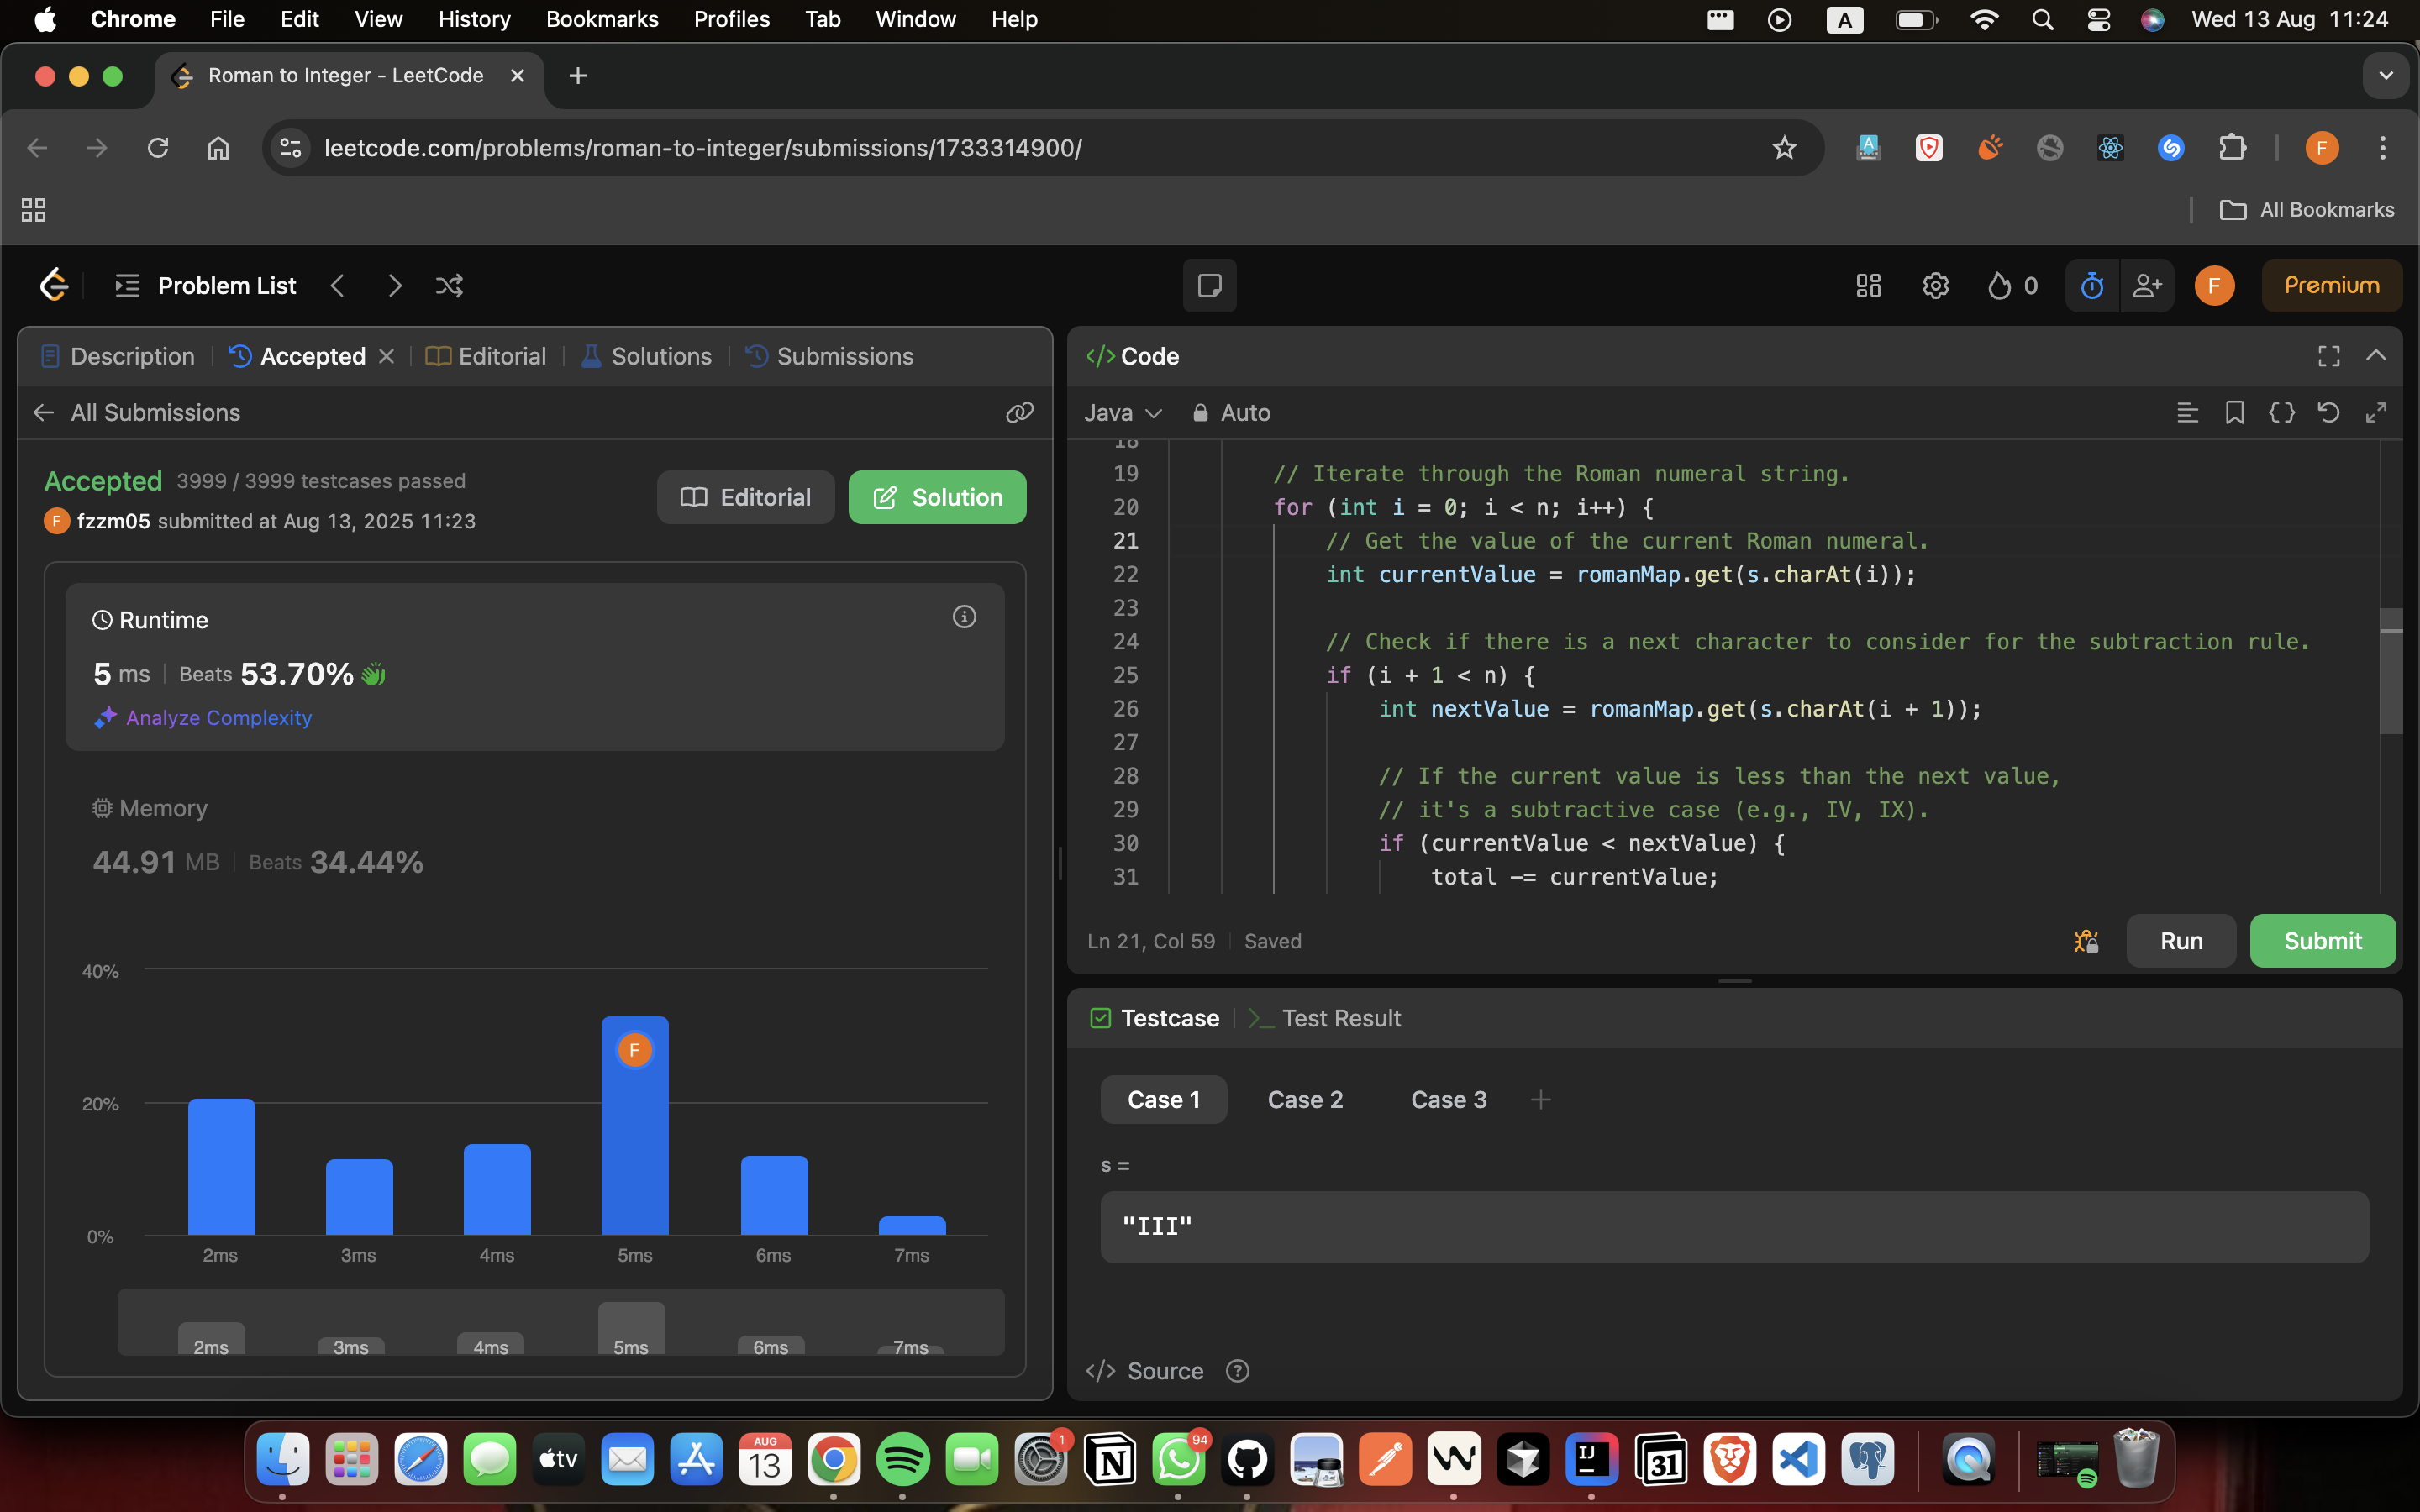 Chrome File Edit View History Bookmarks Profiles Tab Window Help A Wed 13 Aug 11:24
Roman to Integer - LeetCode
leetcode.com/problems/roman-to-integer/submissions/1733314900/ F
All Bookmarks
Problem List 0 F Premium
Description Accepted Editorial Solutions Submissions
All Submissions
Accepted 3999 / 3999 testcases passed
Editorial Solution
F fzzm05 submitted at Aug 13, 2025 11:23
Runtime
5 ms Beats 53.70%
Analyze Complexity
Memory
44.91 MB Beats 34.44%
40%
20%
0%
F
2ms 3ms 4ms 5ms 6ms 7ms
2ms 3ms 4ms 5ms 6ms 7ms
</> Code
Java Auto
18
19 // Iterate through the Roman numeral string.
20 for (int i = 0; i < n; i++) {
21 // Get the value of the current Roman numeral.
22 int currentValue = romanMap.get(s.charAt(i));
23
24 // Check if there is a next character to consider for the subtraction rule.
25 if (i + 1 < n) {
26 int nextValue = romanMap.get(s.charAt(i + 1));
27
28 // If the current value is less than the next value,
29 // it's a subtractive case (e.g., IV, IX).
30 if (currentValue < nextValue) {
31 total -= currentValue;
Ln 21, Col 59 Saved
Run Submit
Testcase Test Result
Case 1 Case 2 Case 3
s =
"III"
</> Source
tv AUG 13 1 94 IJ 31